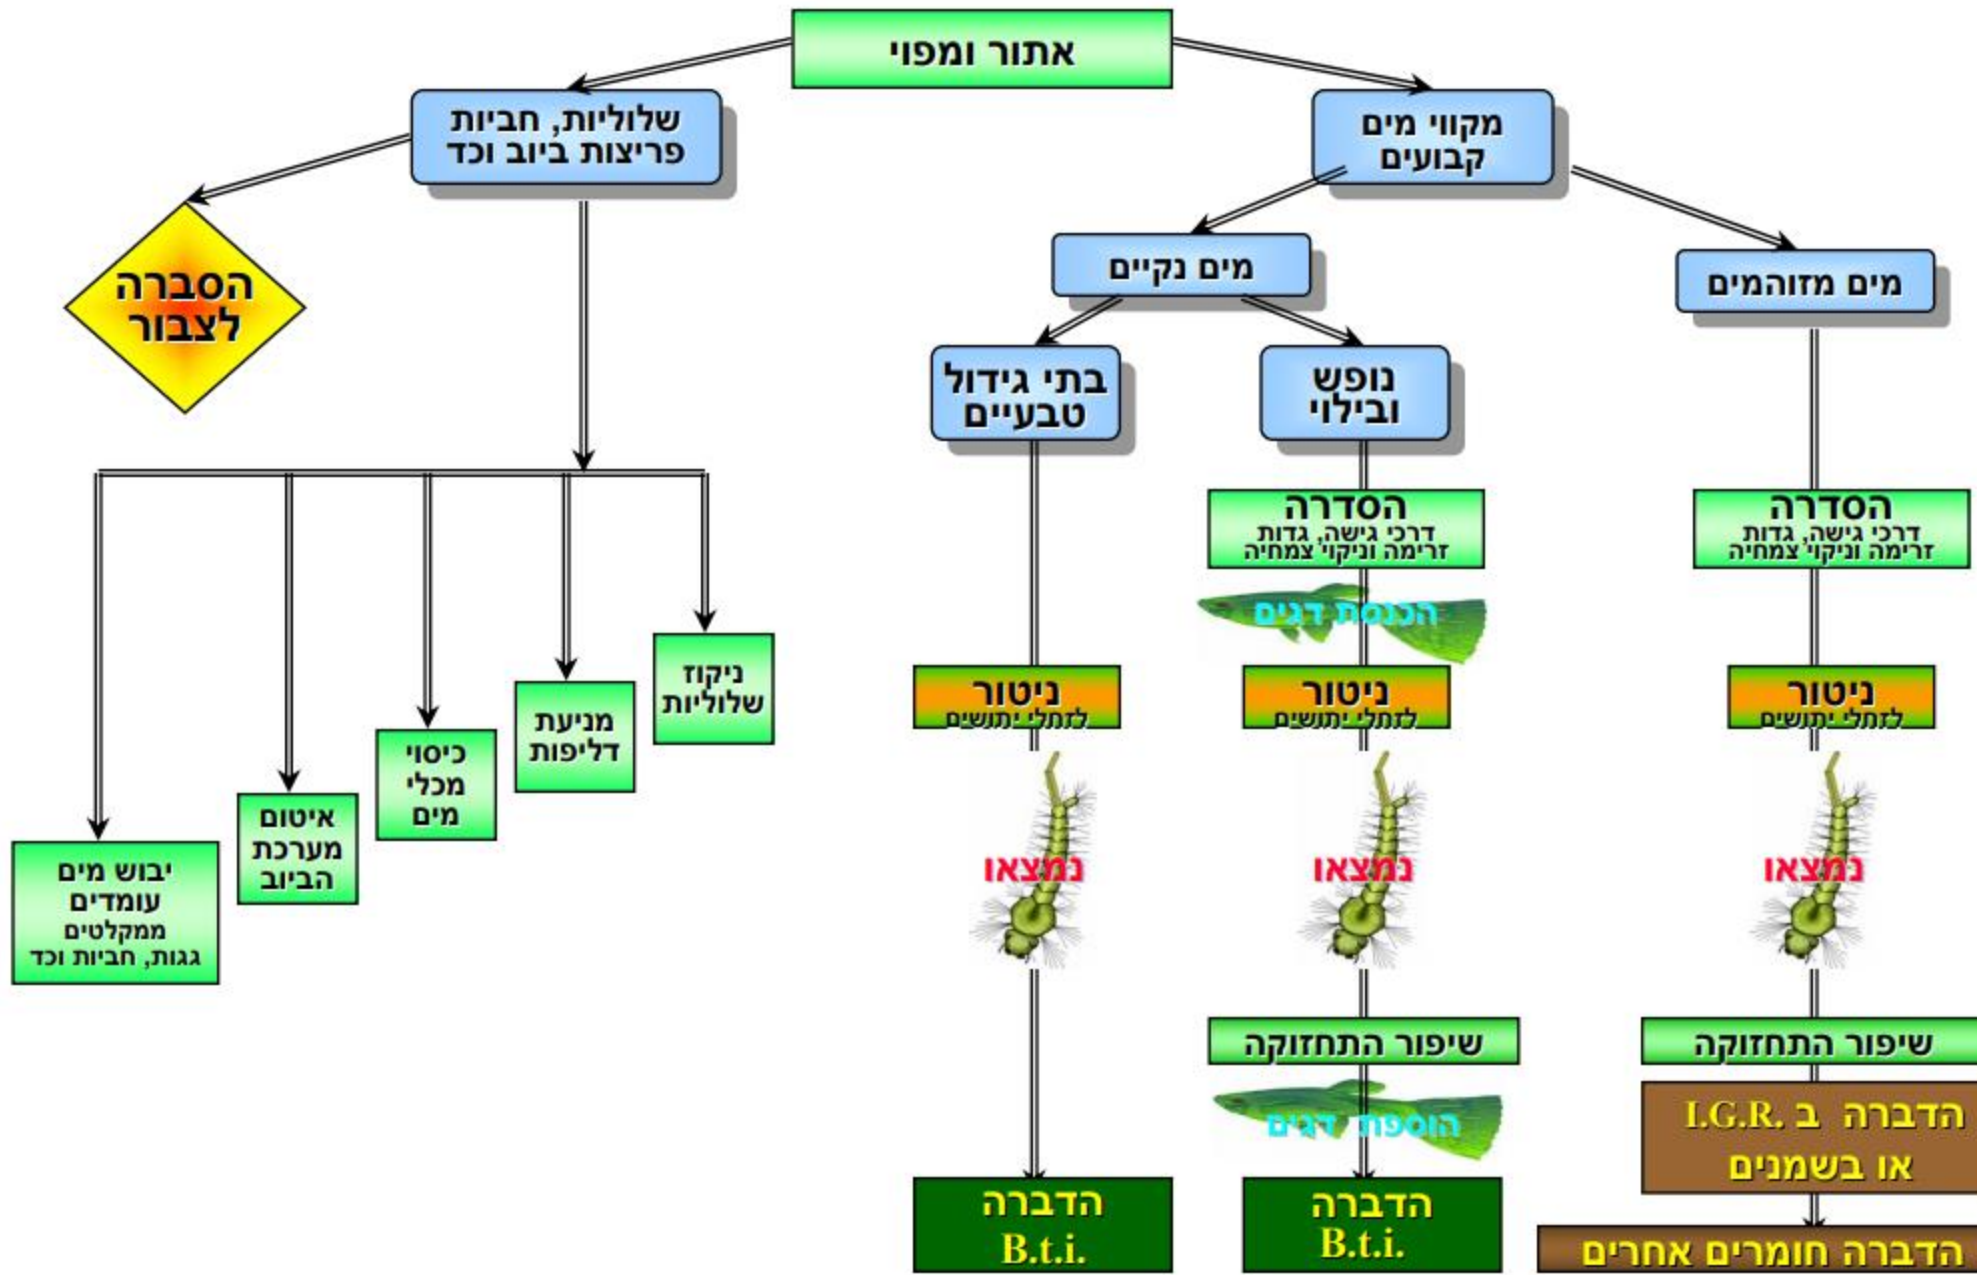 אתור ומפוי
מקווי מים
קבועים
שלוליות, חביות
פריצות ביוב וכד
מים נקיים
מים מזוהמים
הסברה
לצבור
נופש
ובילוי
בתי גידול
טבעיים
הסדרה
דרכי גישה, גדות
זרימה וניקוי צמחיה
הסדרה
דרכי גישה, גדות
זרימה וניקוי צמחיה
הכנסת דגים
ניטור
לזחלי יתושים
ניטור
לזחלי יתושים
ניטור
לזחלי יתושים
ניקוז
שלוליות
מניעת
דליפות
כיסוי
מכלי
מים
איטום
מערכת
הביוב
יבוש מים
עומדים
ממקלטים
גגות, חביות וכד
נמצאו
נמצאו
נמצאו
שיפור התחזוקה
שיפור התחזוקה
הוספת דגים
הדברה ב I.G.R.
או בשמנים
הדברה
B.t.i.
הדברה
B.t.i.
הדברה חומרים אחרים